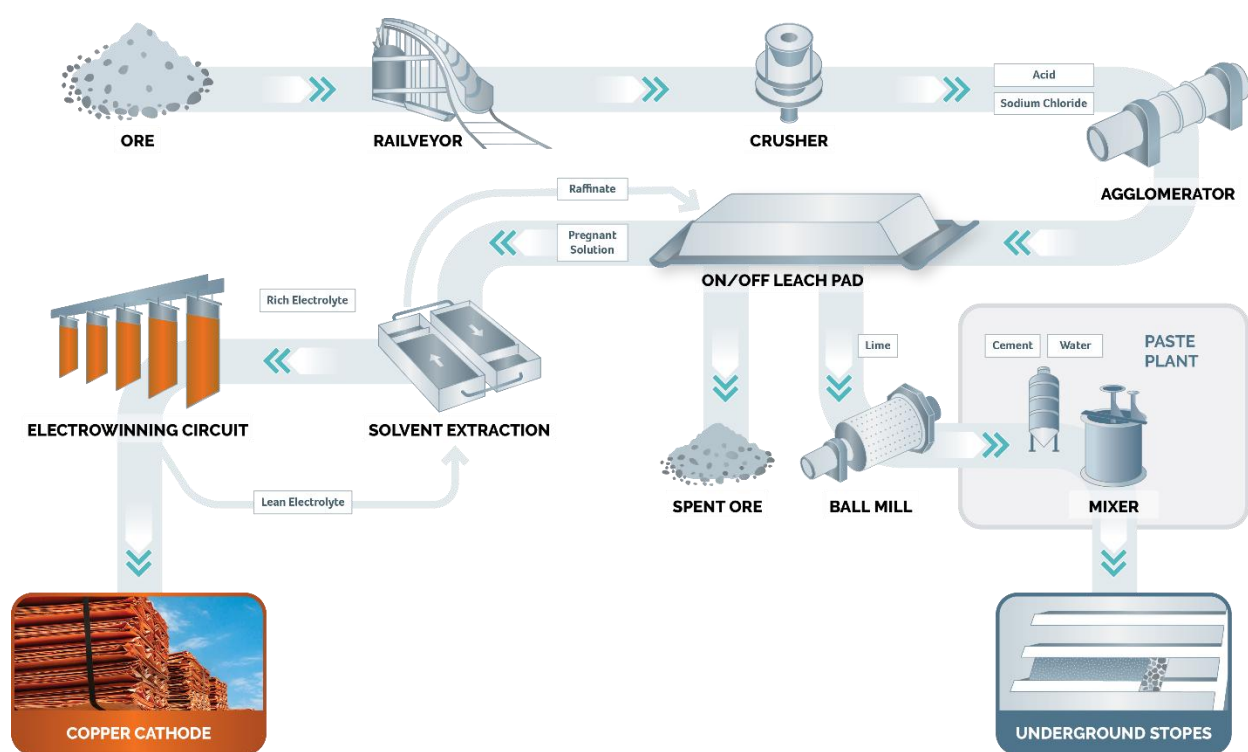 Acid
Sodium Chloride
ORE
RAILVEYOR
CRUSHER
AGGLOMERATOR
Raffinate
Pregnant
Solution
ON/OFF LEACH PAD
Rich Electrolyte
Lime
Cement
Water
PASTE
PLANT
ELECTROWINNING CIRCUIT
SOLVENT EXTRACTION
Lean Electrolyte
SPENT ORE
BALL MILL
MIXER
COPPER CATHODE
UNDERGROUND STOPES